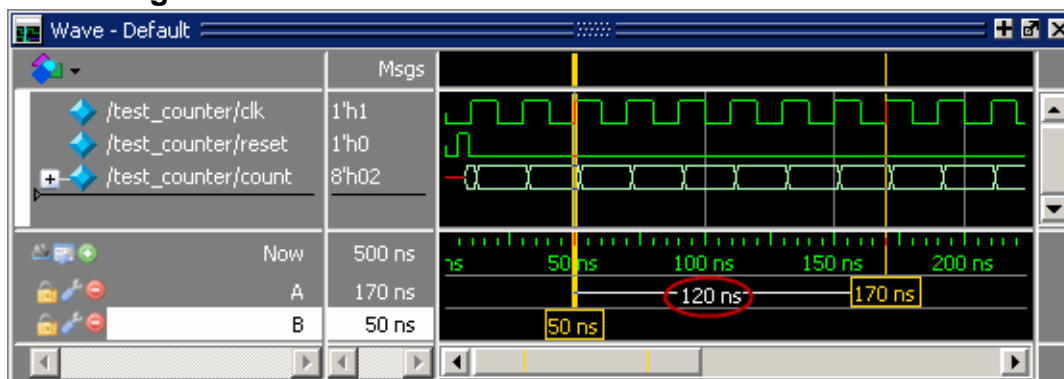 Wave - Default
Msgs
/test_counter/clk 1'h1
/test_counter/reset 1'h0
/test_counter/count 8'h02
Now 500 ns
ns 50 ns 100 ns 150 ns 200 ns
A 170 ns
120 ns 170 ns
B 50 ns
50 ns